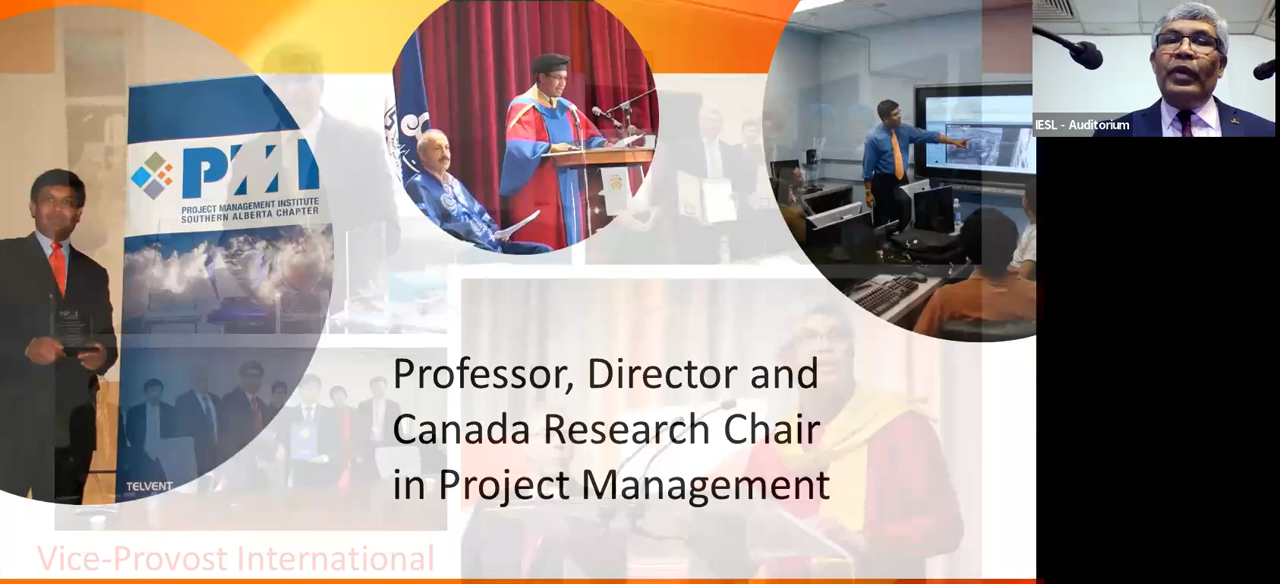 PMI
PROJECT MANAGEMENT INSTITUTE
SOUTHERN ALBERTA CHAPTER
TELVENT
IESL - Auditorium
Professor, Director and
Canada Research Chair
in Project Management
Vice-Provost International